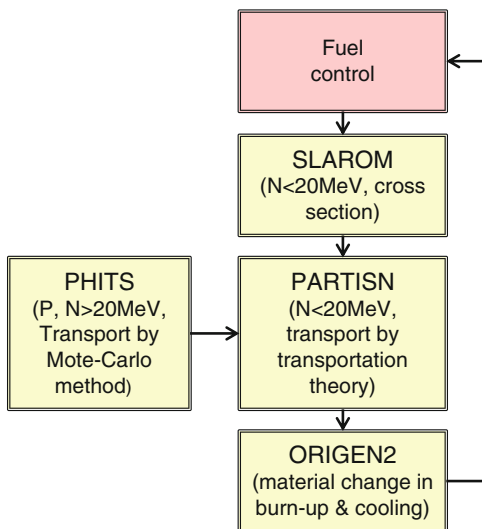 Fuel
control
SLAROM
(N<20MeV, cross
section)
PHITS
(P, N>20MeV,
Transport by
Mote-Carlo
method)
PARTISN
(N<20MeV,
transport by
transportation
theory)
ORIGEN2
(material change in
burn-up & cooling)